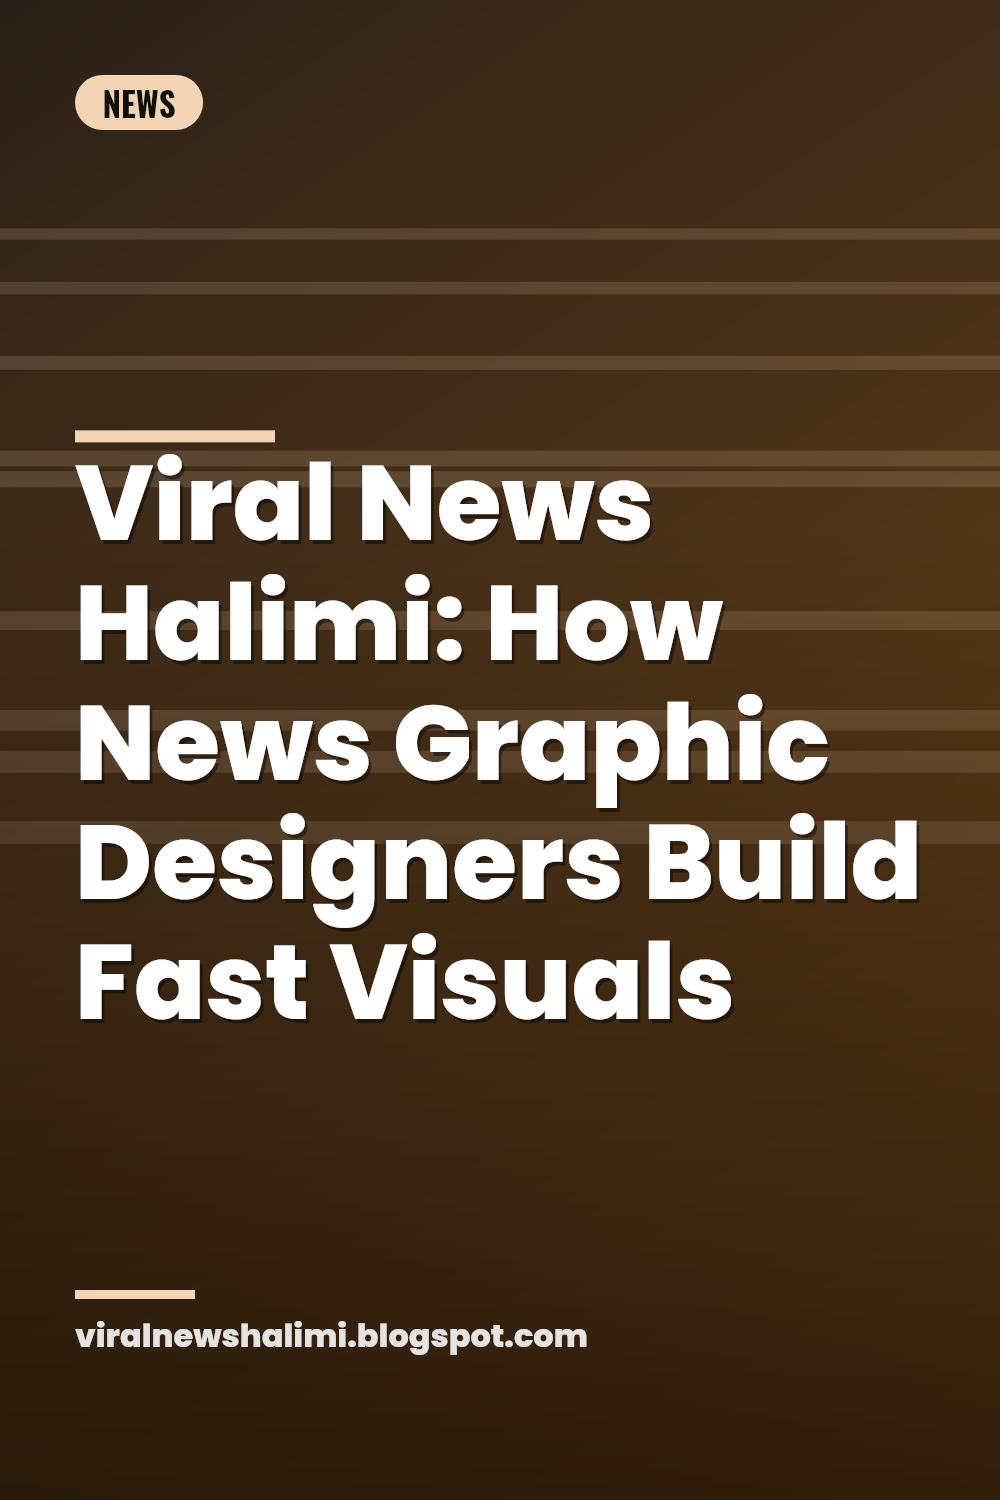 NEWS
Viral News
Halimi: How
News Graphic
Designers Build
Fast Visuals
viralnewshalimi.blogspot.com